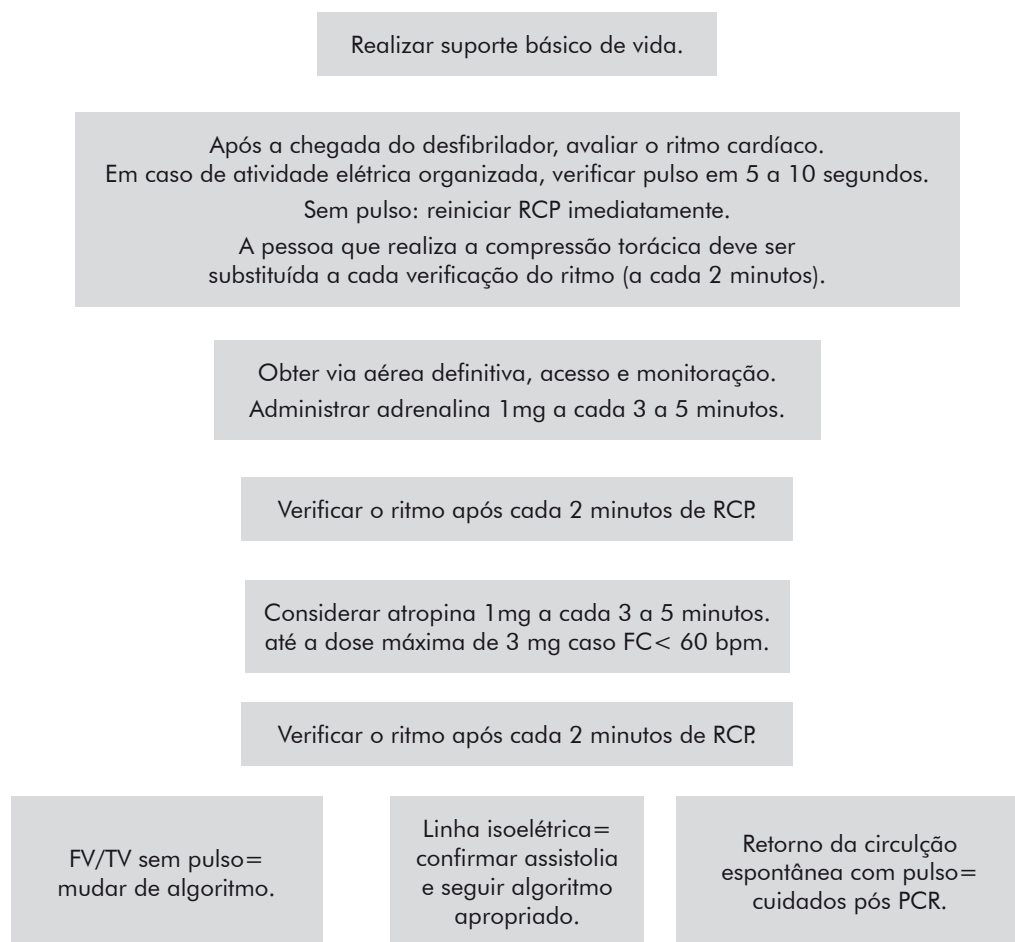 Realizar suporte básico de vida.
Após a chegada do desfibrilador, avaliar o ritmo cardíaco.
Em caso de atividade elétrica organizada, verificar pulso em 5 a 10 segundos.
Sem pulso: reiniciar RCP imediatamente.
A pessoa que realiza a compressão torácica deve ser
substituída a cada verificação do ritmo (a cada 2 minutos).
Obter via aérea definitiva, acesso e monitoração.
Administrar adrenalina 1mg a cada 3 a 5 minutos.
Verificar o ritmo após cada 2 minutos de RCP.
Considerar atropina 1mg a cada 3 a 5 minutos.
até a dose máxima de 3 mg caso FC< 60 bpm.
Verificar o ritmo após cada 2 minutos de RCP.
FV/TV sem pulso=
mudar de algoritmo.
Linha isoelétrica=
confirmar assistolia
e seguir algoritmo
apropriado.
Retorno da circulção
espontânea com pulso=
cuidados pós PCR.